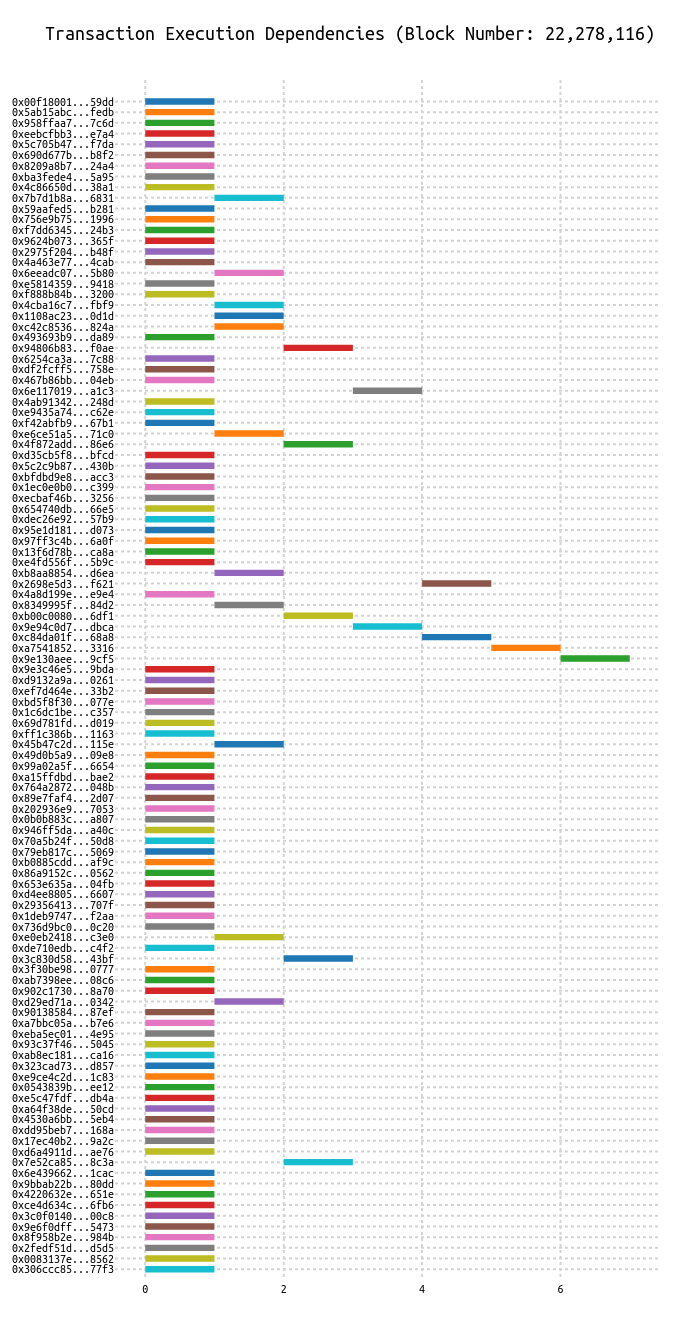 Transaction Execution Dependencies (Block Number: 22,278,116)
0x00f18001...59dd
0x5ab15abc...fedb
0x958ffaa7...7c6d
0xeebcfbb3...e7a4
0x5c705b47...f7da
0x690d677b...b8f2
0x8209a8b7...24a4
0xba3fede4...5a95
0x4c86650d...38a1
0x7b7d1b8a...6831
0x59aafed5...b281
0x756e9b75...1996
0xf7dd6345...24b3
0x9624b073...365f
0x2975f204...b48f
0x4a463e77...4cab
0x6eeadc07...5b80
0xe5814359...9418
0xf888b84b...3200
0x4cba16c7...fbf9
0x1108ac23...0d1d
0xc42c8536...824a
0x493693b9...da89
0x94806b83...f0ae
0x6254ca3a...7c88
0xdf2fcff5...758e
0x467b86bb...04eb
0x6e117019...a1c3
0x4ab91342...248d
0xe9435a74...c62e
0xf42abfb9...67b1
0xe6ce51a5...71c0
0x4f872add...86e6
0xd35cb5f8...bfcd
0x5c2c9b87...430b
0xbfdbd9e8...acc3
0x1ec0e0b0...c399
0xecbaf46b...3256
0x654740db...66e5
0xdec26e92...57b9
0x95e1d181...d073
0x97ff3c4b...6a0f
0x13f6d78b...ca8a
0xe4fd556f...5b9c
0xb8aa8854...d6ea
0x2698e5d3...f621
0x4a8d199e...e9e4
0x8349995f...84d2
0xb00c0080...6df1
0x9e94c0d7...dbca
0xc84da01f...68a8
0xa7541852...3316
0x9e130aee...9cf5
0x9e3c46e5...9bda
0xd9132a9a...0261
0xef7d464e...33b2
0xbd5f8f30...077e
0x1c6dc1be...c357
0x69d781fd...d019
0xff1c386b...1163
0x45b47c2d...115e
0x49d0b5a9...09e8
0x99a02a5f...6654
0xa15ffdbd...bae2
0x764a2872...048b
0x89e7faf4...2d07
0x202936e9...7053
0x0b0b883c...a807
0x946ff5da...a40c
0x70a5b24f...50d8
0x79eb817c...5069
0xb0885cdd...af9c
0x86a9152c...0562
0x653e635a...04fb
0xd4ee8805...6607
0x29356413...707f
0x1deb9747...f2aa
0x736d9bc0...0c20
0xe0eb2418...c3e0
0xde710edb...c4f2
0x3c830d58...43bf
0x3f30be98...0777
0xab7398ee...08c6
0x902c1730...8a70
0xd29ed71a...0342
0x90138584...87ef
0xa7bbc05a...b7e6
0xeba5ec01...4e95
0x93c37f46...5045
0xab8ec181...ca16
0x323cad73...d857
0xe9ce4c2d...1c83
0x0543839b...ee12
0xe5c47fdf...db4a
0xa64f38de...50cd
0x4530a6bb...5eb4
0xdd95beb7...168a
0x17ec40b2...9a2c
0xd6a4911d...ae76
0x7e52ca85...8c3a
0x6e439662...1cac
0x9bbab22b...80dd
0x4220632e...651e
0xce4d634c...6fb6
0x3c0f0140...00c8
0x9e6f0dff...5473
0x8f958b2e...984b
0x2fedf51d...d5d5
0x0083137e...8562
0x306ccc85...77f3
0 2 4 6